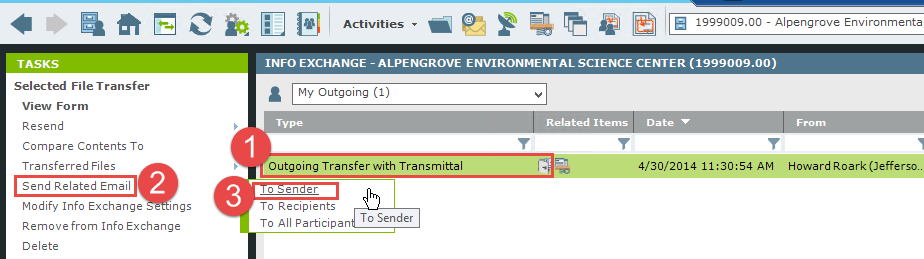 Activities
1999009.00 - Alpengrove Environmenta
TASKS
INFO EXCHANGE - ALPENGROVE ENVIRONMENTAL SCIENCE CENTER (1999009.00)
Selected File Transfer
View Form
Resend
Compare Contents To
Transferred Files
Send Related Email
Modify Info Exchange Settings
Remove from Info Exchange
Delete
My Outgoing (1)
Type Related Items Date From
1
Outgoing Transfer with Transmittal 4/30/2014 11:30:54 AM Howard Roark (Jefferso...
2
3
To Sender
To Recipients
To All Participant
To Sender